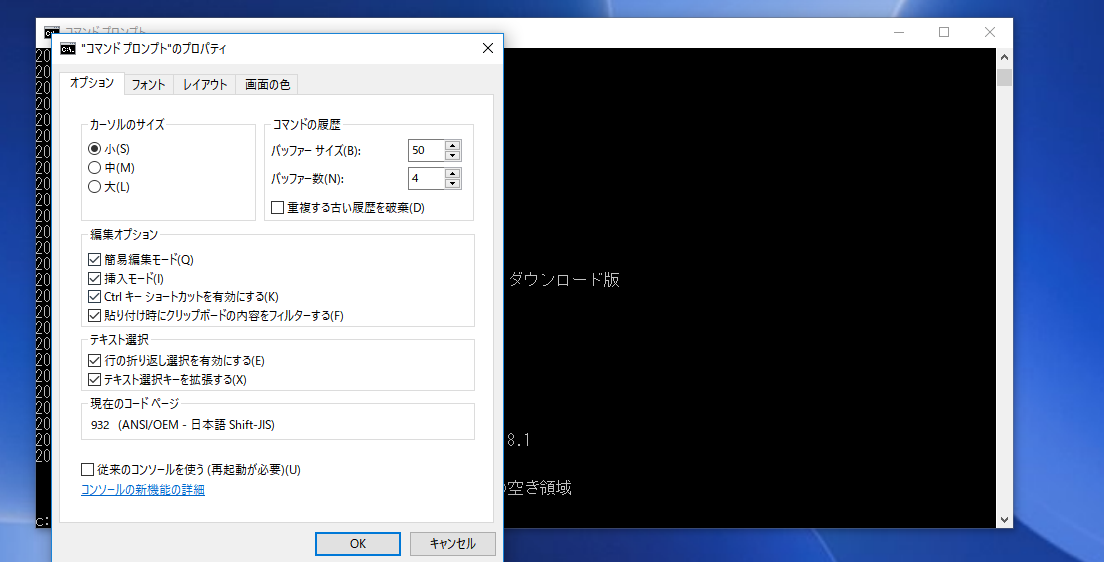 コマンド プロンプト
"コマンド プロンプト"のプロパティ
オプション フォント レイアウト 画面の色
カーソルのサイズ
小(S)
中(M)
大(L)
コマンドの履歴
バッファー サイズ(B): 50
バッファー数(N): 4
重複する古い履歴を破棄(D)
編集オプション
簡易編集モード(Q)
挿入モード(I)
Ctrl キー ショートカットを有効にする(K)
貼り付け時にクリップボードの内容をフィルターする(F)
テキスト選択
行の折り返し選択を有効にする(E)
テキスト選択キーを拡張する(X)
現在のコード ページ
932 (ANSI/OEM - 日本語 Shift-JIS)
従来のコンソールを使う (再起動が必要)(U)
コンソールの新機能の詳細
OK キャンセル
ダウンロード版
8.1
の空き領域
c: